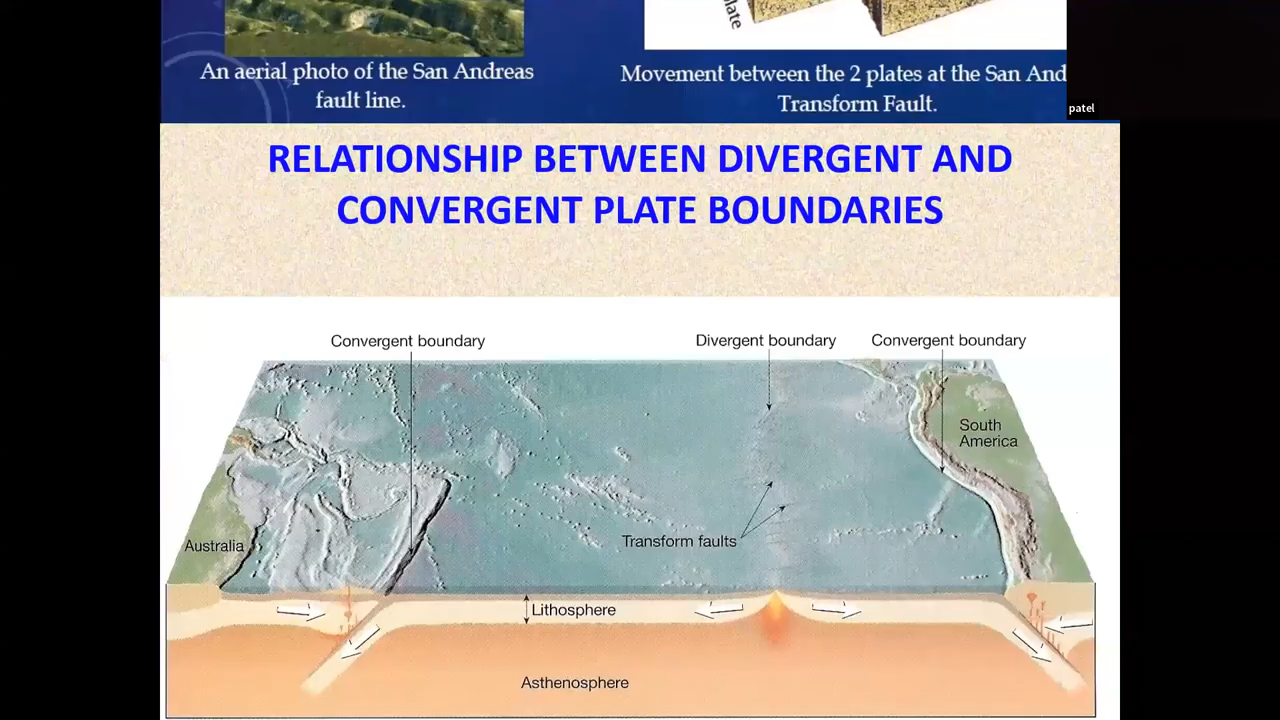 late
An aerial photo of the San Andreas
fault line.
Movement between the 2 plates at the San And
Transform Fault.
patel
RELATIONSHIP BETWEEN DIVERGENT AND
CONVERGENT PLATE BOUNDARIES
Convergent boundary
Divergent boundary
Convergent boundary
South
America
Transform faults
Australia
Lithosphere
Asthenosphere